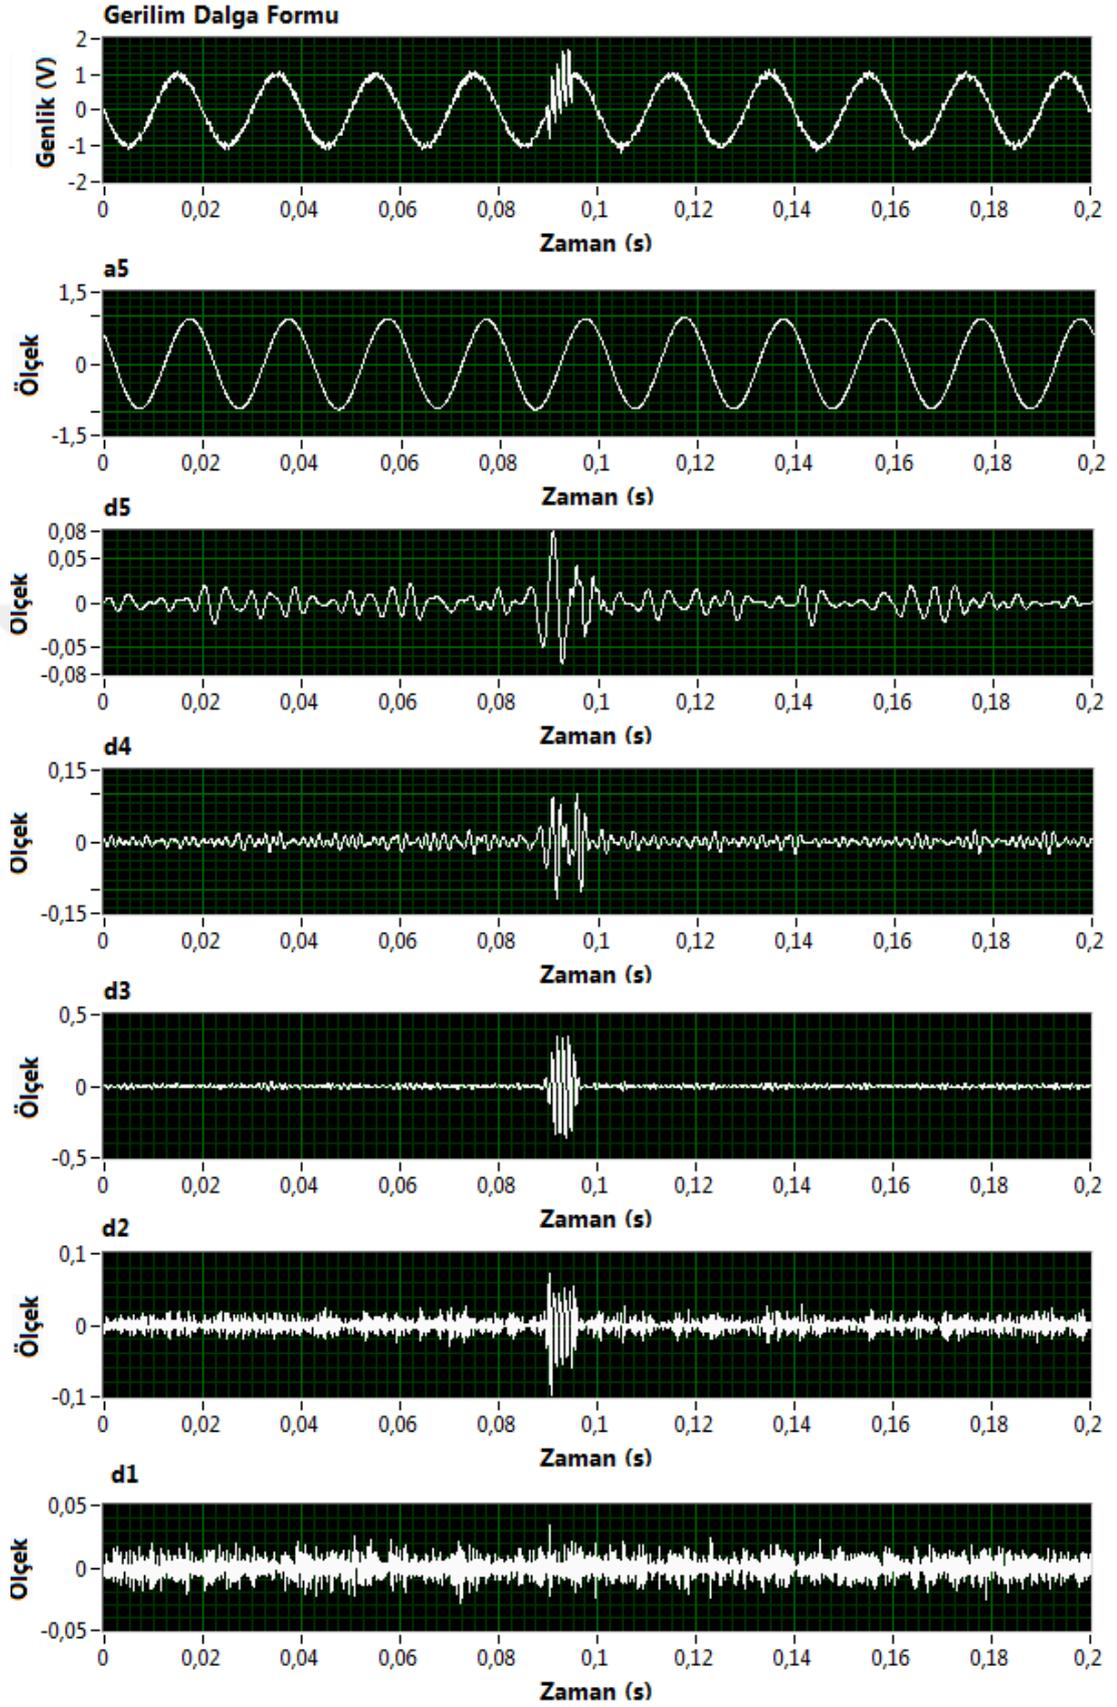 Gerilim Dalga Formu
Genlik (V)
2
1
0
-1
-2
0 0,02 0,04 0,06 0,08 0,1 0,12 0,14 0,16 0,18 0,2
Zaman (s)
a5
Ölçek
1,5
0
-1,5
0 0,02 0,04 0,06 0,08 0,1 0,12 0,14 0,16 0,18 0,2
Zaman (s)
d5
Ölçek
0,08
0,05
0
-0,05
-0,08
0 0,02 0,04 0,06 0,08 0,1 0,12 0,14 0,16 0,18 0,2
Zaman (s)
d4
Ölçek
0,15
0
-0,15
0 0,02 0,04 0,06 0,08 0,1 0,12 0,14 0,16 0,18 0,2
Zaman (s)
d3
Ölçek
0,5
0
-0,5
0 0,02 0,04 0,06 0,08 0,1 0,12 0,14 0,16 0,18 0,2
Zaman (s)
d2
Ölçek
0,1
0
-0,1
0 0,02 0,04 0,06 0,08 0,1 0,12 0,14 0,16 0,18 0,2
Zaman (s)
d1
Ölçek
0,05
0
-0,05
0 0,02 0,04 0,06 0,08 0,1 0,12 0,14 0,16 0,18 0,2
Zaman (s)